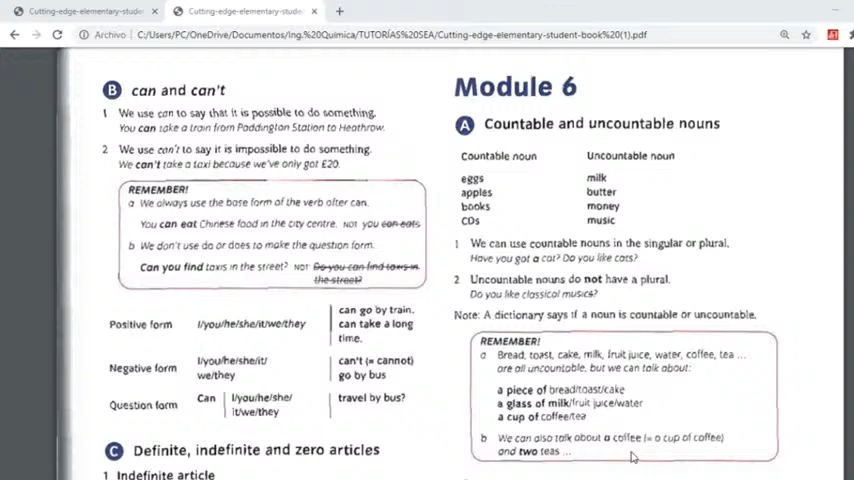 Cutting-edge-elementary-stude
Cutting-edge-elementary-stude
Archivo
C:/Users/PC/OneDrive/Documentos/Ing.%20Quimica/TUTORÍAS%20SEA/Cutting-edge-elementary-student-book%20(1).pdf
B can and can't
1 We use can to say that it is possible to do something.
You can take a train from Paddington Station to Heathrow.
2 We use can't to say it is impossible to do something.
We can't take a taxi because we've only got £20.
REMEMBER!
a We always use the base form of the verb after can.
You can eat Chinese food in the city centre. NOT you can eats
b We don't use do or does to make the question form.
Can you find taxis in the street? NOT Do you can find taxis in
the street?
Positive form I/you/he/she/it/we/they can go by train.
can take a long
time.
Negative form I/you/he/she/it/ can't (= cannot)
we/they go by bus
Question form Can I/you/he/she/ travel by bus?
it/we/they
C Definite, indefinite and zero articles
1 Indefinite article
Module 6
A Countable and uncountable nouns
Countable noun Uncountable noun
eggs milk
apples butter
books money
CDs music
1 We can use countable nouns in the singular or plural.
Have you got a cat? Do you like cats?
2 Uncountable nouns do not have a plural.
Do you like classical musics?
Note: A dictionary says if a noun is countable or uncountable.
REMEMBER!
a Bread, toast, cake, milk, fruit juice, water, coffee, tea ...
are all uncountable, but we can talk about:
a piece of bread/toast/cake
a glass of milk/fruit juice/water
a cup of coffee/tea
b We can also talk about a coffee (= a cup of coffee)
and two teas ...